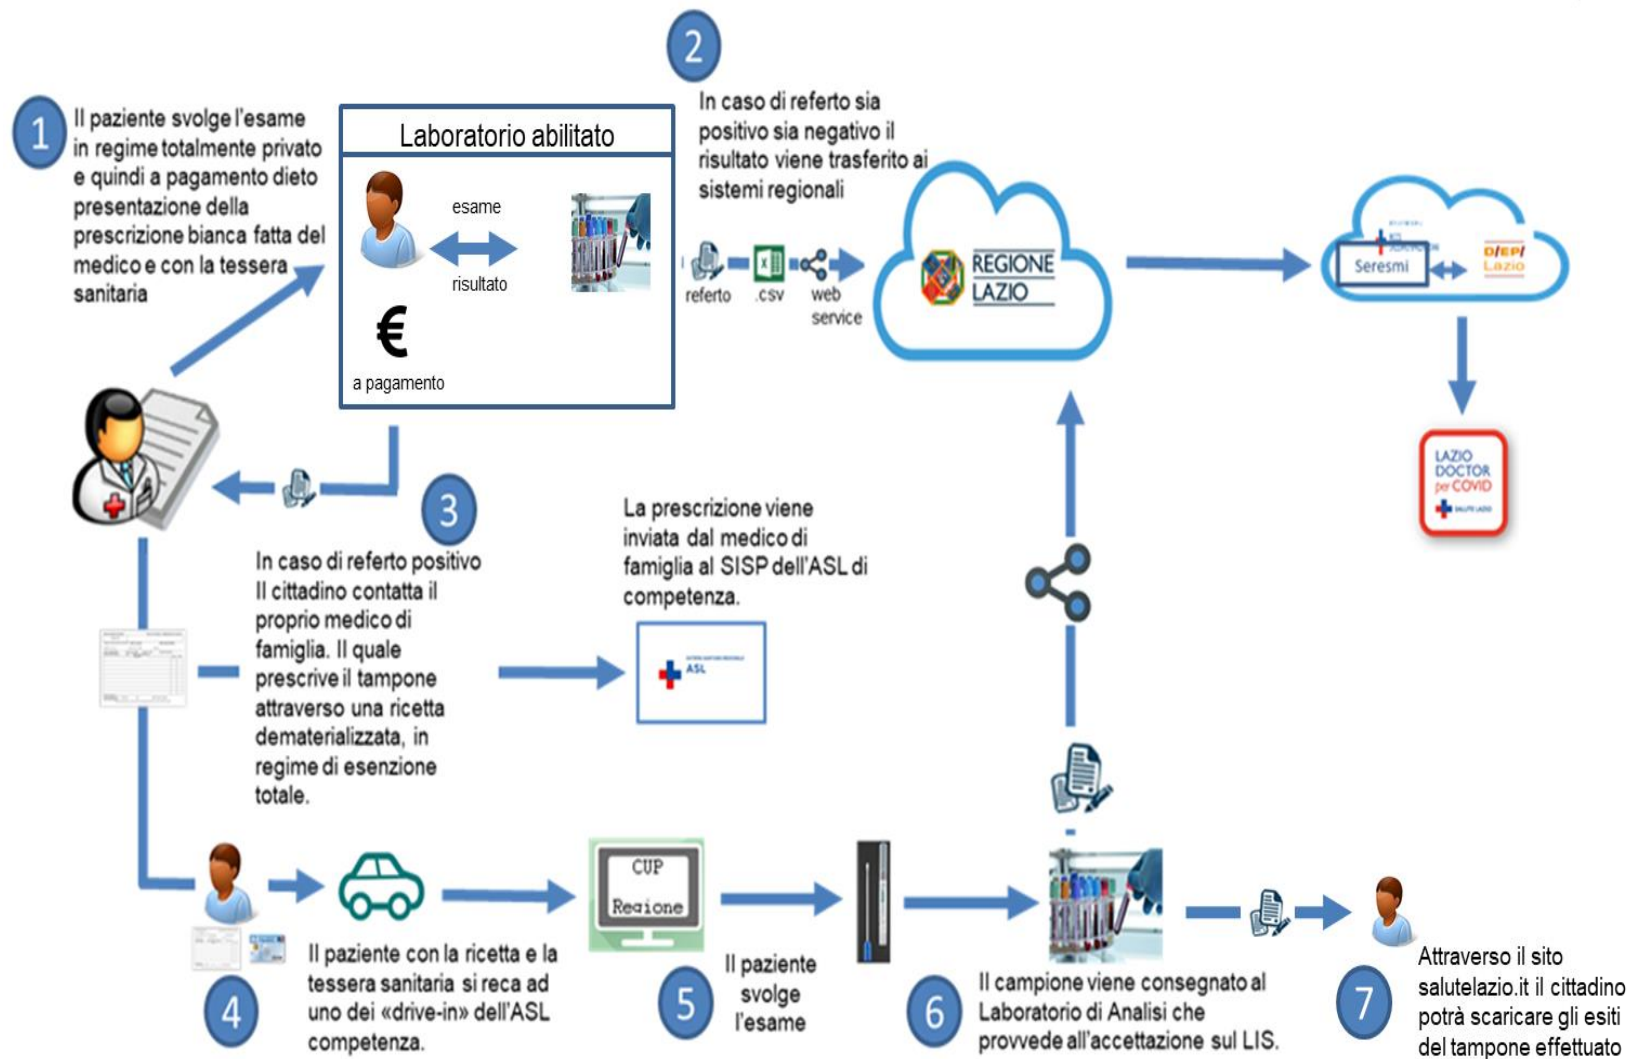 1
Il paziente svolge l'esame
in regime totalmente privato
e quindi a pagamento dieto
presentazione della
prescrizione bianca fatta del
medico e con la tessera
sanitaria
Laboratorio abilitato
esame
risultato
€
a pagamento
2
In caso di referto sia
positivo sia negativo il
risultato viene trasferito ai
sistemi regionali
referto
.csv
web
service
REGIONE
LAZIO
Seresmi
D/EP/
Lazio
LAZIO
DOCTOR
per COVID
SALUTE LAZIO
3
In caso di referto positivo
Il cittadino contatta il
proprio medico di
famiglia. Il quale
prescrive il tampone
attraverso una ricetta
dematerializzata, in
regime di esenzione
totale.
La prescrizione viene
inviata dal medico di
famiglia al SISP dell'ASL di
competenza.
ASL
CUP
Regione
4
Il paziente con la ricetta e la
tessera sanitaria si reca ad
uno dei «drive-in» dell'ASL
competenza.
5
Il paziente
svolge
l'esame
6
Il campione viene consegnato al
Laboratorio di Analisi che
provvede all'accettazione sul LIS.
7
Attraverso il sito
salutelazio.it il cittadino
potrà scaricare gli esiti
del tampone effettuato